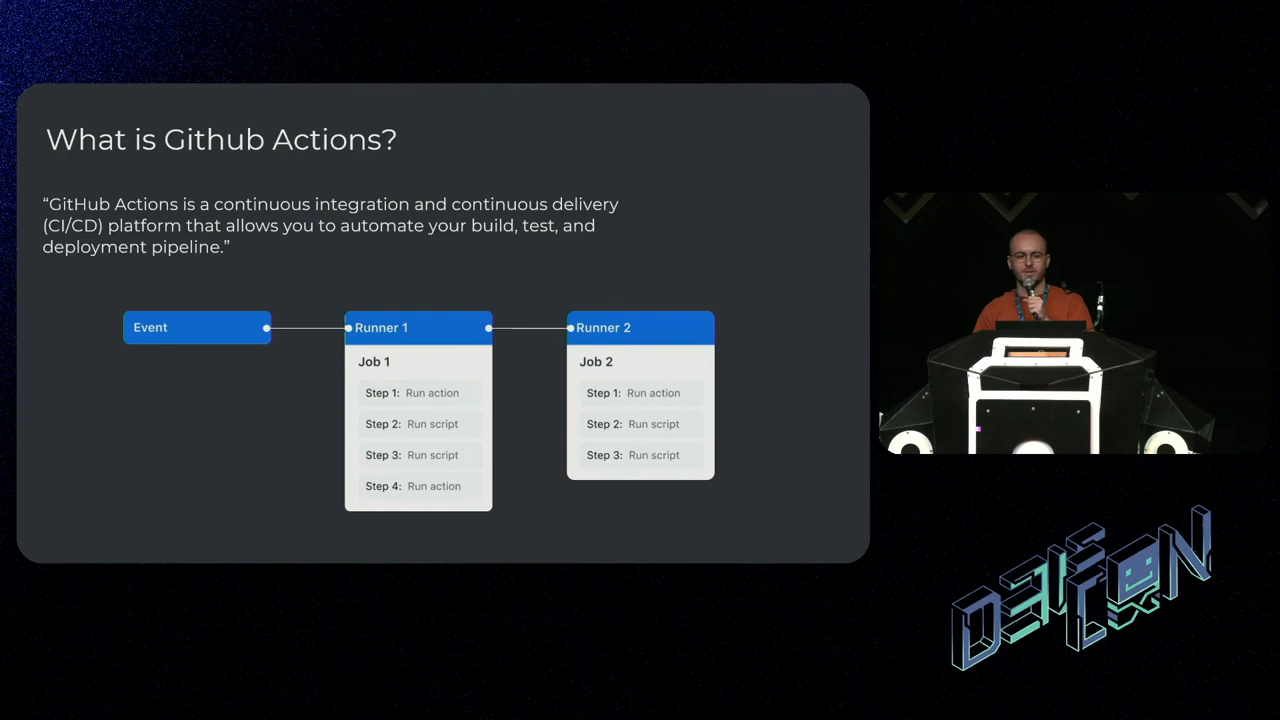 What is Github Actions?
“GitHub Actions is a continuous integration and continuous delivery
(CI/CD) platform that allows you to automate your build, test, and
deployment pipeline.”
Event
Runner 1
Job 1
Step 1: Run action
Step 2: Run script
Step 3: Run script
Step 4: Run action
Runner 2
Job 2
Step 1: Run action
Step 2: Run script
Step 3: Run script
DEF CON